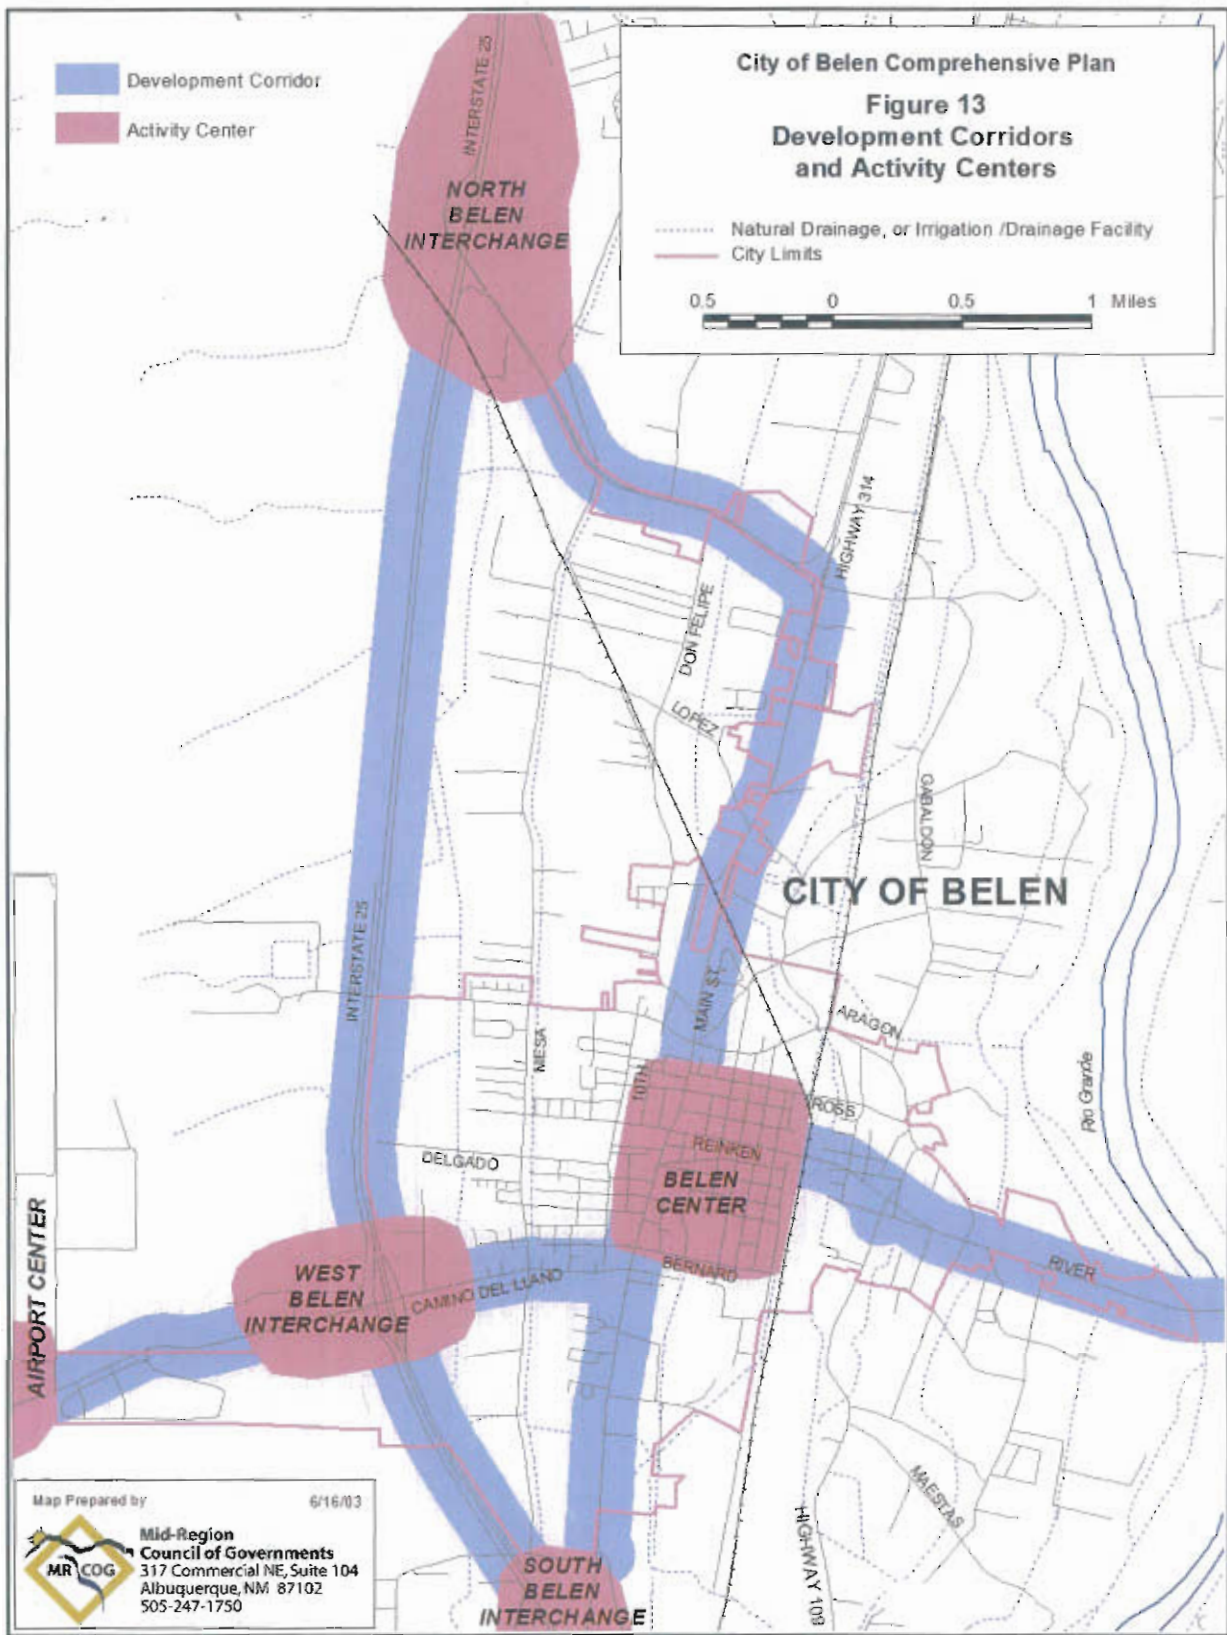 Development Corridor
Activity Center
City of Belen Comprehensive Plan
Figure 13
Development Corridors
and Activity Centers
Natural Drainage, or Irrigation /Drainage Facility
City Limits
0.5 0 0.5 1 Miles
INTERSTATE 25
NORTH
BELEN
INTERCHANGE
HIGHWAY 314
DON FELIPE
LOPEZ
GABALDON
CITY OF BELEN
INTERSTATE 25
MAIN ST.
ARAGON
MESA
10TH
ROSS
Rio Grande
REINKEN
DELGADO
BELEN
CENTER
AIRPORT CENTER
WEST
BELEN
INTERCHANGE
CAMINO DEL LLANO
BERNARD
RIVER
MAESTAS
HIGHWAY 109
SOUTH
BELEN
INTERCHANGE
Map Prepared by 6/16/03
MR COG
Mid-Region
Council of Governments
317 Commercial NE, Suite 104
Albuquerque, NM 87102
505-247-1750